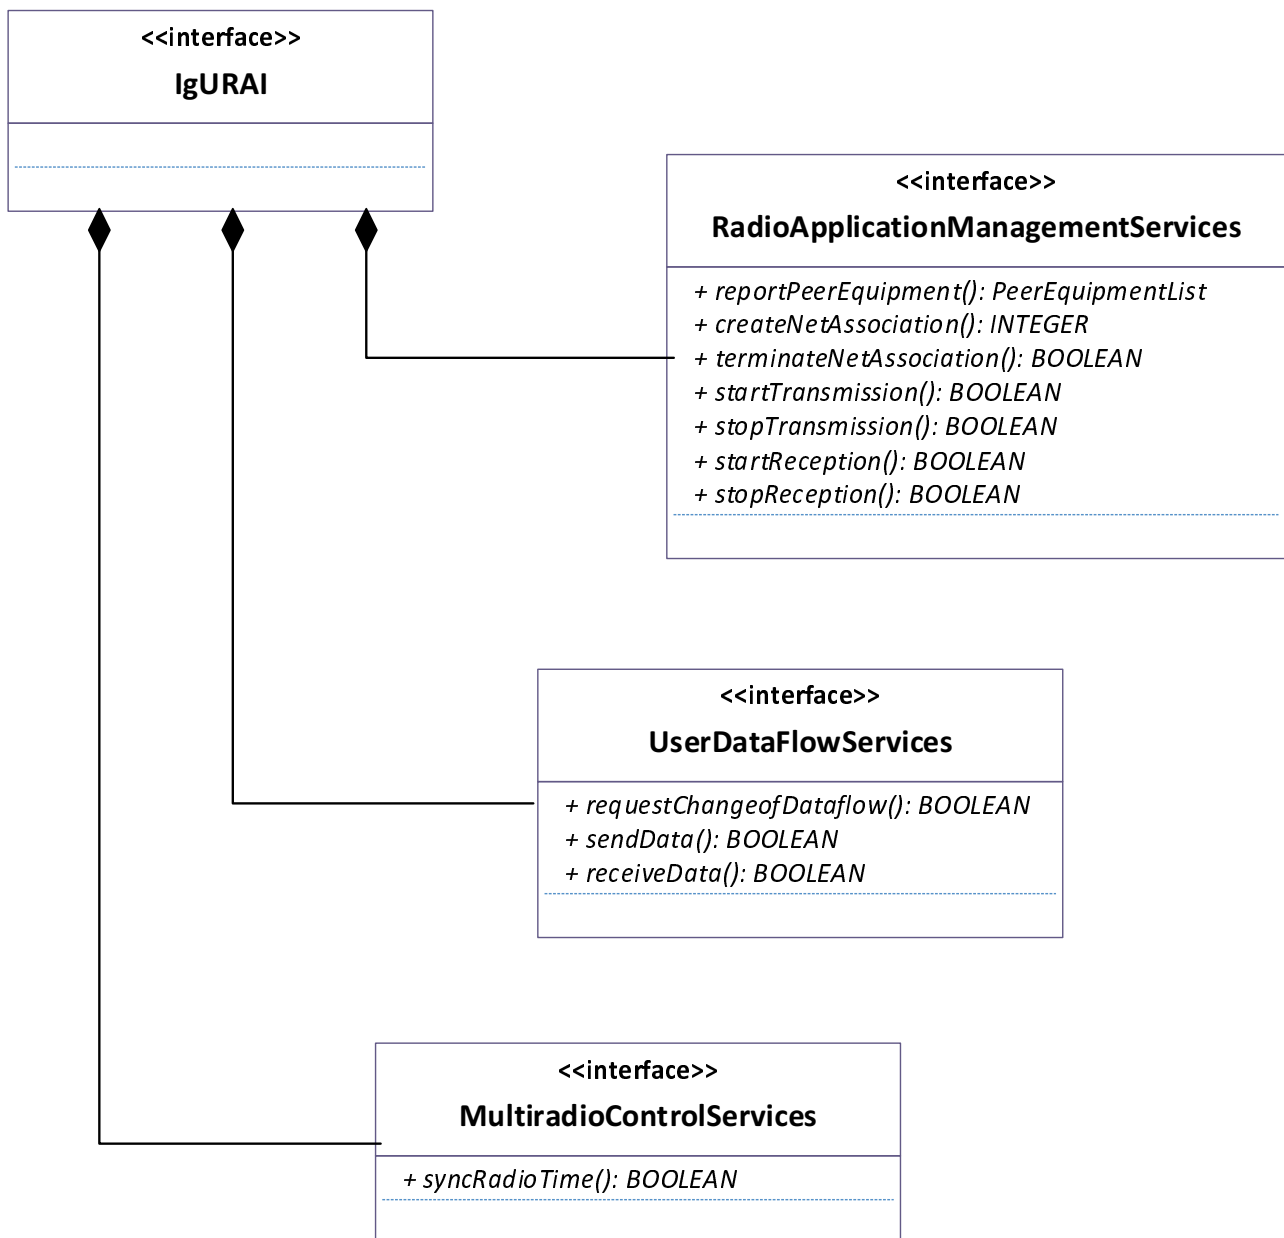 <<interface>>
IgURAI
<<interface>>
RadioApplicationManagementServices
+ reportPeerEquipment(): PeerEquipmentList
+ createNetAssociation(): INTEGER
+ terminateNetAssociation(): BOOLEAN
+ startTransmission(): BOOLEAN
+ stopTransmission(): BOOLEAN
+ startReception(): BOOLEAN
+ stopReception(): BOOLEAN
<<interface>>
UserDataFlowServices
+ requestChangeofDataflow(): BOOLEAN
+ sendData(): BOOLEAN
+ receiveData(): BOOLEAN
<<interface>>
MultiradioControlServices
+ syncRadioTime(): BOOLEAN